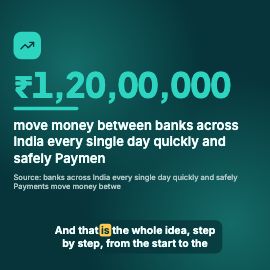 ₹1,20,00,000
move money between banks across
India every single day quickly and
safely Paymen
Source: banks across India every single day quickly and safely
Payments move money betwe
And that is the whole idea, step
by step, from the start to the